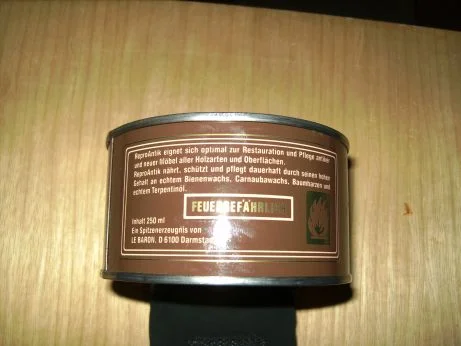 ReproAntik eignet sich optimal zur Restauration und Pflege antiker
und neuer Möbel aller Holzarten und Oberflächen.
ReproAntik nährt, schützt und pflegt dauerhaft durch seinen hohen
Gehalt an echtem Bienenwachs, Carnaubawachs, Baumharzen und
echtem Terpentinöl.
FEUERGEFÄHRLICH
Inhalt 250 ml
Ein Spitzenerzeugnis von
LE BARON. D 6100 Darmstadt